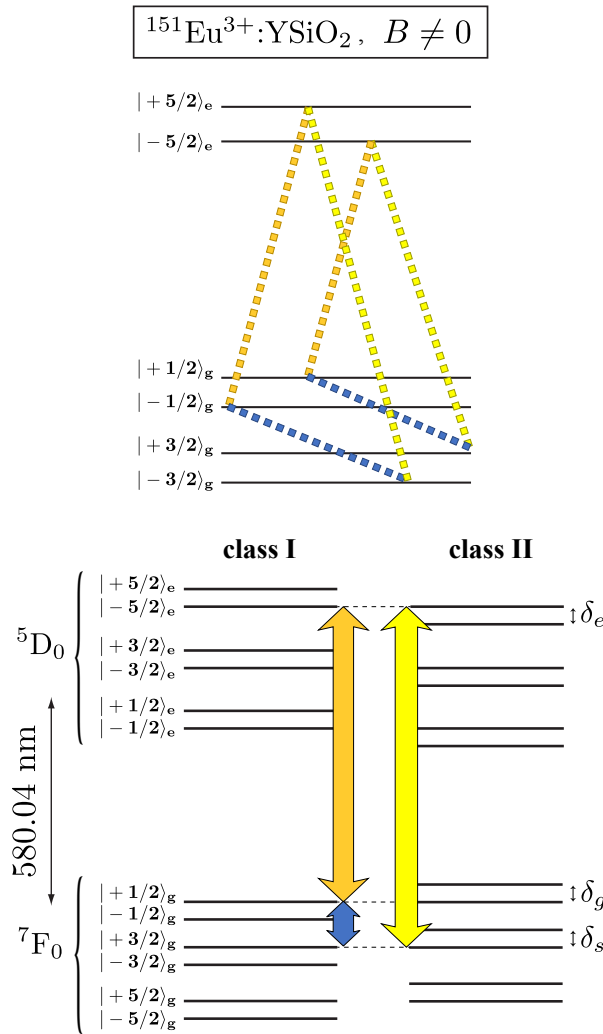 ¹⁵¹Eu³⁺:YSiO₂, B ≠ 0
|+5/2⟩ₑ
|−5/2⟩ₑ
|+1/2⟩g
|−1/2⟩g
|+3/2⟩g
|−3/2⟩g
class I
class II
|+5/2⟩ₑ
|−5/2⟩ₑ
δₑ
⁵D₀
|+3/2⟩ₑ
|−3/2⟩ₑ
|+1/2⟩ₑ
|−1/2⟩ₑ
580.04 nm
⁷F₀
|+1/2⟩g
|−1/2⟩g
δg
|+3/2⟩g
|−3/2⟩g
δₛ
|+5/2⟩g
|−5/2⟩g